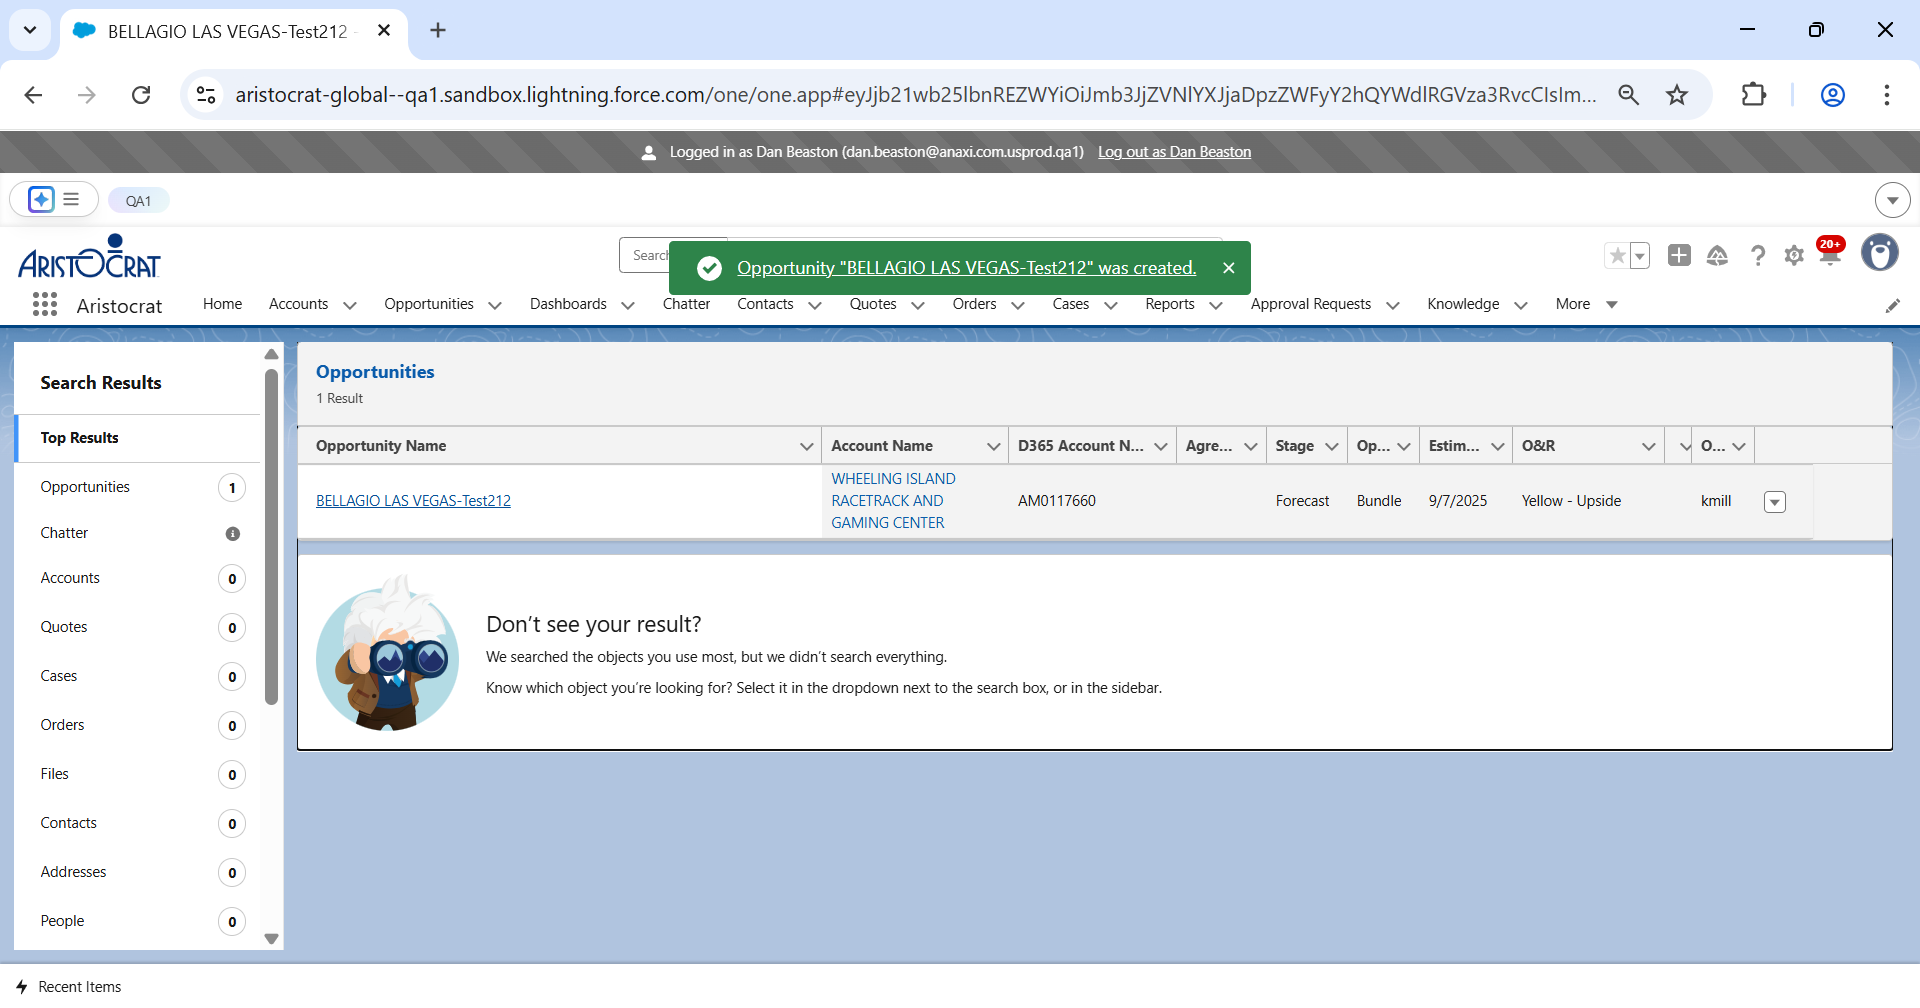 BELLAGIO LAS VEGAS-Test212 -
aristocrat-global--qa1.sandbox.lightning.force.com/one/one.app#eyJjb21wb25lbnREZWYiOiJmb3JjZVNlYXJjaDpzZWFyY2hQYWdlRGVza3RvcCIsIm...
Logged in as Dan Beaston (dan.beaston@anaxi.com.usprod.qa1) Log out as Dan Beaston
QA1
ARISTOCRAT
Search
Opportunity "BELLAGIO LAS VEGAS-Test212" was created.
20+
Aristocrat Home Accounts Opportunities Dashboards Chatter Contacts Quotes Orders Cases Reports Approval Requests Knowledge More
Search Results
Top Results
Opportunities 1
Chatter
Accounts 0
Quotes 0
Cases 0
Orders 0
Files 0
Contacts 0
Addresses 0
People 0
Opportunities
1 Result
Opportunity Name Account Name D365 Account N... Agre... Stage Op... Estim... O&R O...
BELLAGIO LAS VEGAS-Test212 WHEELING ISLAND RACETRACK AND GAMING CENTER AM0117660 Forecast Bundle 9/7/2025 Yellow - Upside kmill
Don't see your result?
We searched the objects you use most, but we didn't search everything.
Know which object you're looking for? Select it in the dropdown next to the search box, or in the sidebar.
Recent Items